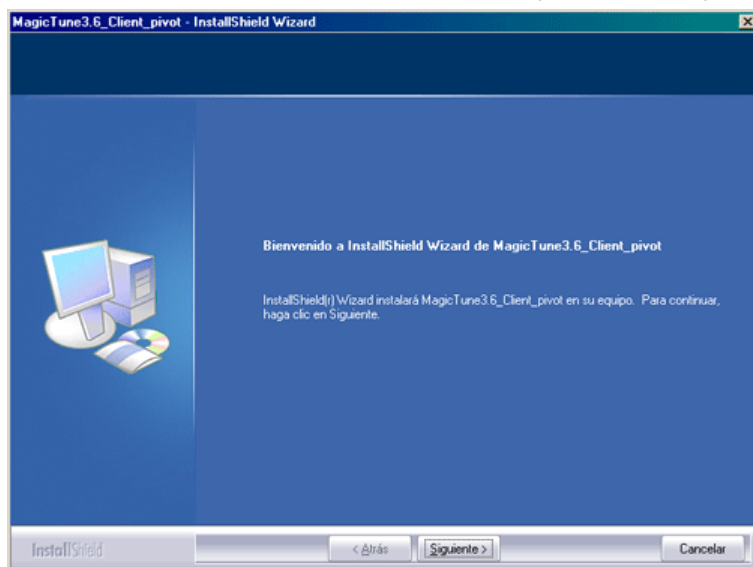 MagicTune3.6_Client_pivot - InstallShield Wizard
Bienvenido a InstallShield Wizard de MagicTune3.6_Client_pivot
InstallShield(r) Wizard instalará MagicTune3.6_Client_pivot en su equipo. Para continuar,
haga clic en Siguiente.
InstallShield
< Atrás
Siguiente >
Cancelar